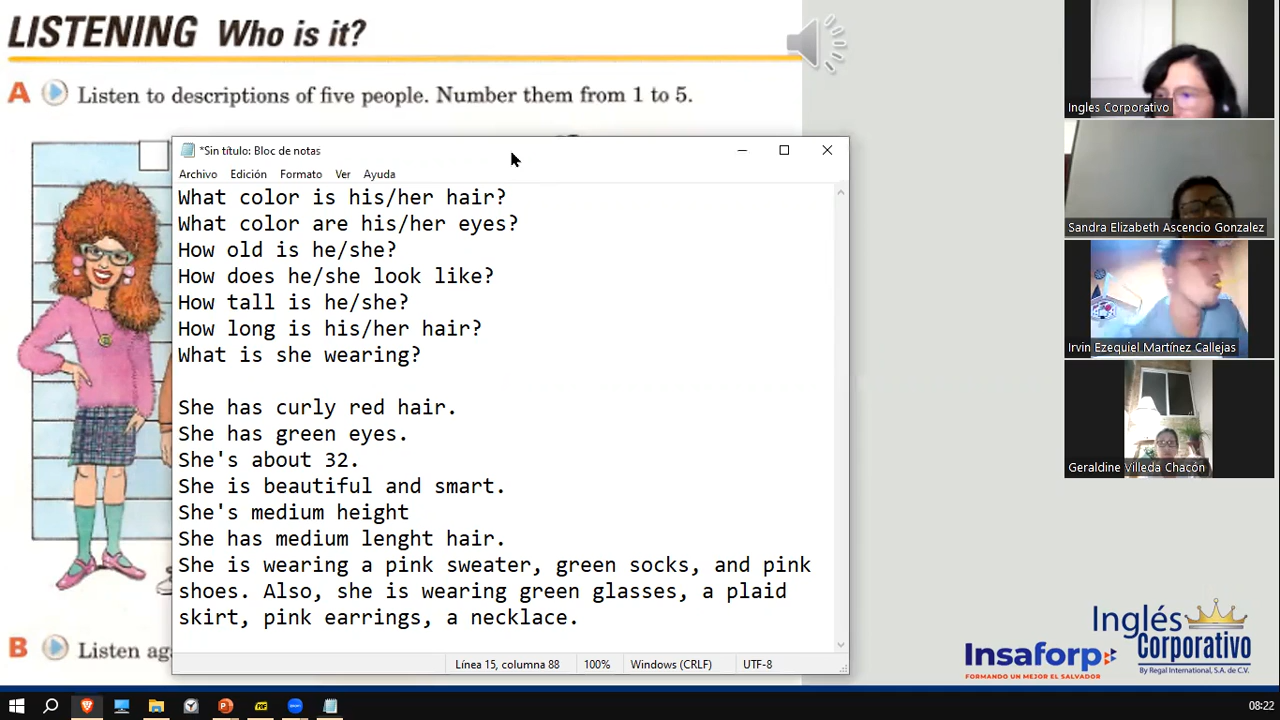 LISTENING Who is it?
A Listen to descriptions of five people. Number them from 1 to 5.
*Sin título: Bloc de notas
Archivo Edición Formato Ver Ayuda
What color is his/her hair?
What color are his/her eyes?
How old is he/she?
How does he/she look like?
How tall is he/she?
How long is his/her hair?
What is she wearing?
She has curly red hair.
She has green eyes.
She's about 32.
She is beautiful and smart.
She's medium height
She has medium lenght hair.
She is wearing a pink sweater, green socks, and pink
shoes. Also, she is wearing green glasses, a plaid
skirt, pink earrings, a necklace.
Línea 15, columna 88 100% Windows (CRLF) UTF-8
B Listen
Ingles Corporativo
Sandra Elizabeth Ascencio Gonzalez
Irvin Ezequiel Martínez Callejas
Geraldine Villeda Chacón
Insaforp
FORMANDO UN MEJOR EL SALVADOR
Inglés
Corporativo
By Regal International, S.A. de C.V.
08:22